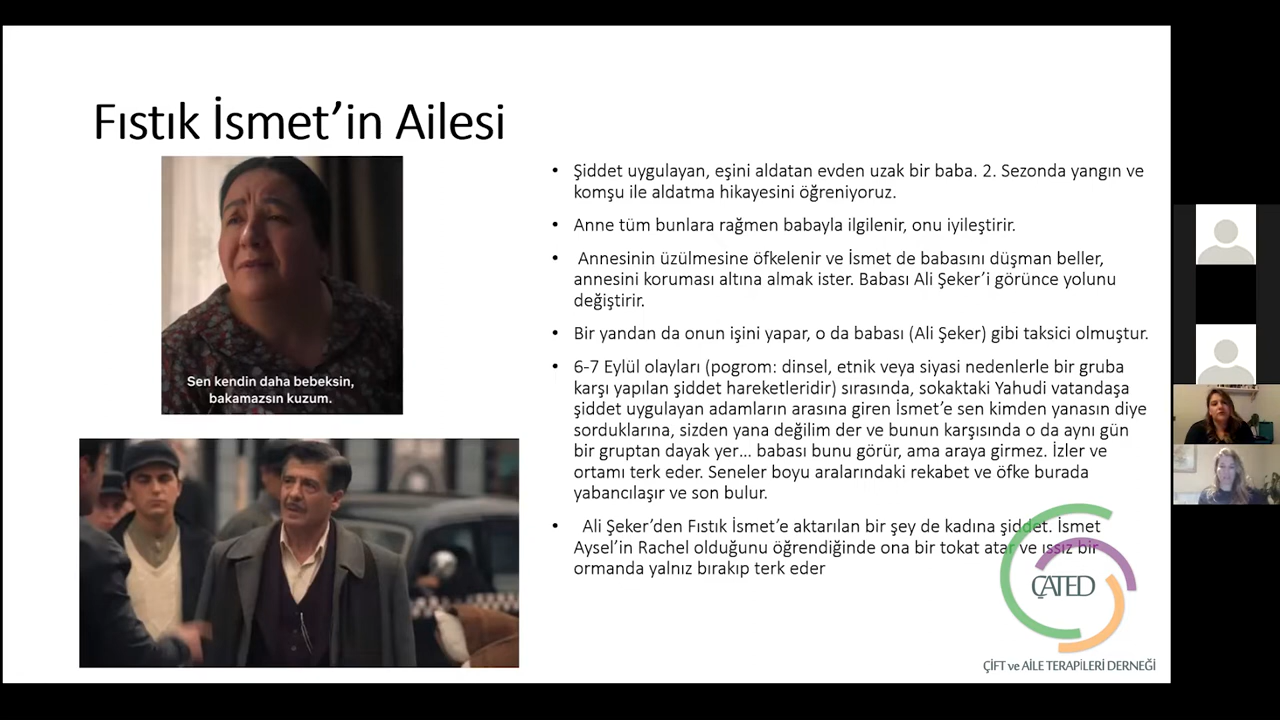 Fıstık İsmet’in Ailesi
Sen kendin daha bebeksin,
bakamazsın kuzum.
• Şiddet uygulayan, eşini aldatan evden uzak bir baba. 2. Sezonda yangın ve
komşu ile aldatma hikayesini öğreniyoruz.
• Anne tüm bunlara rağmen babayla ilgilenir, onu iyileştirir.
• Annesinin üzülmesine öfkelenir ve İsmet de babasını düşman beller,
annesini koruması altına almak ister. Babası Ali Şeker’i görünce yolunu
değiştirir.
• Bir yandan da onun işini yapar, o da babası (Ali Şeker) gibi taksici olmuştur.
• 6-7 Eylül olayları (pogrom: dinsel, etnik veya siyasi nedenlerle bir gruba
karşı yapılan şiddet hareketleridir) sırasında, sokaktaki Yahudi vatandaşa
şiddet uygulayan adamların arasına giren İsmet’e sen kimden yanasın diye
sorduklarına, sizden yana değilim der ve bunun karşısında o da aynı gün
bir gruptan dayak yer... babası bunu görür, ama araya girmez. İzler ve
ortamı terk eder. Seneler boyu aralarındaki rekabet ve öfke burada
yabancılaşır ve son bulur.
• Ali Şeker’den Fıstık İsmet’e aktarılan bir şey de kadına şiddet. İsmet
Aysel’in Rachel olduğunu öğrendiğinde ona bir tokat atar ve ıssız bir
ormanda yalnız bırakıp terk eder
ÇATED
ÇİFT ve AİLE TERAPİLERİ DERNEĞİ